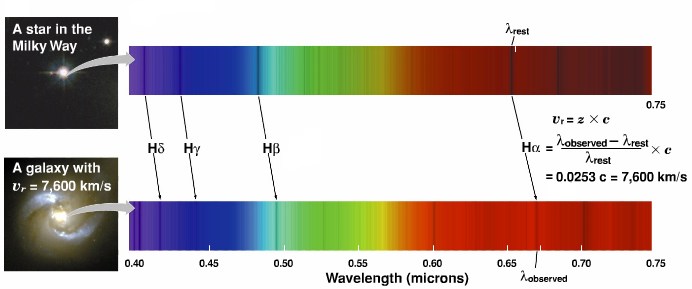 A star in the
Milky Way
λrest
0.75
vr = z × c
Hδ Hγ Hβ Hα = λobserved – λrest / λrest × c
= 0.0253 c = 7,600 km/s
A galaxy with
vr = 7,600 km/s
0.40 0.45 0.50 0.55 0.60 0.65 0.70 0.75
Wavelength (microns)
λobserved